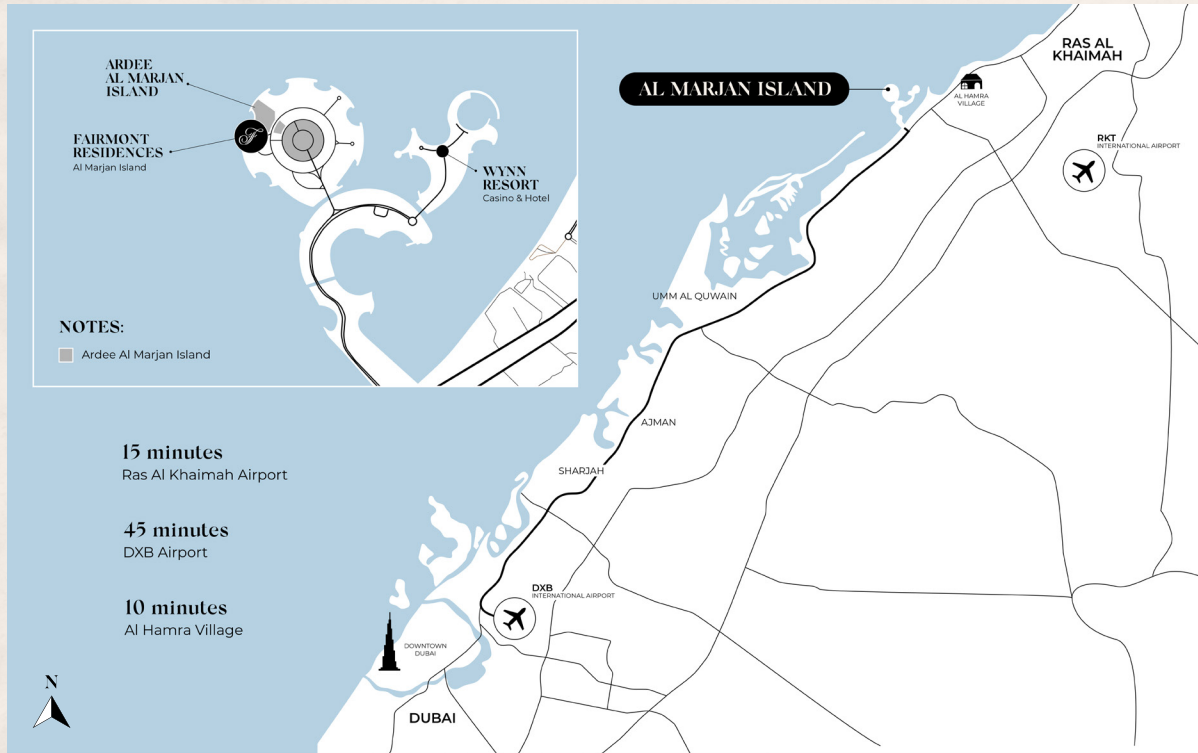 ARDEE
AL MARJAN
ISLAND
FAIRMONT
RESIDENCES
Al Marjan Island
F
WYNN
RESORT
Casino & Hotel
NOTES:
Ardee Al Marjan Island
15 minutes
Ras Al Khaimah Airport
45 minutes
DXB Airport
10 minutes
Al Hamra Village
N
AL MARJAN ISLAND
RAS AL
KHAIMAH
AL HAMRA
VILLAGE
RKT
INTERNATIONAL AIRPORT
UMM AL QUWAIN
AJMAN
SHARJAH
DXB
INTERNATIONAL AIRPORT
DOWNTOWN
DUBAI
DUBAI